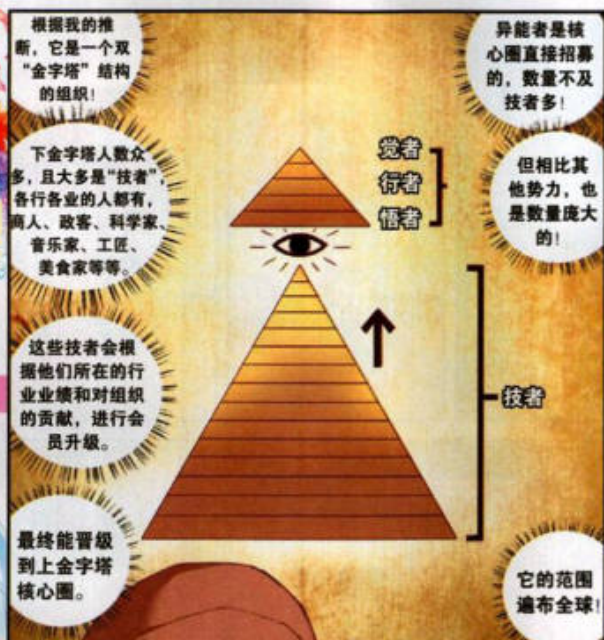 根据我的推
断，它是一个双
“金字塔”结构
的组织！
下金字塔人数众
多，且大多是“技者”，
各行各业的人都有，
商人、政客、科学家、
音乐家、工匠、
美食家等等。
这些技者会根
据他们所在的行
业业绩和对组织
的贡献，进行会
员升级。
最终能晋级
到上金字塔
核心圈。
觉者
行者
悟者
技者
异能者是核
心圈直接招募
的，数量不及
技者多！
但相比其
他势力，也
是数量庞大
的！
它的范围
遍布全球！